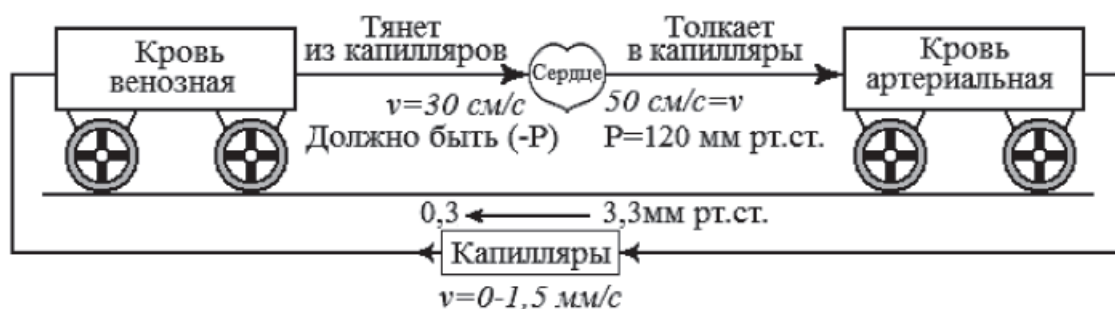 Кровь
венозная
Тянет
из капилляров
v=30 см/с
Должно быть (-P)
Сердце
Толкает
в капилляры
50 см/с=v
P=120 мм рт.ст.
Кровь
артериальная
0,3
3,3мм рт.ст.
Капилляры
v=0-1,5 мм/с